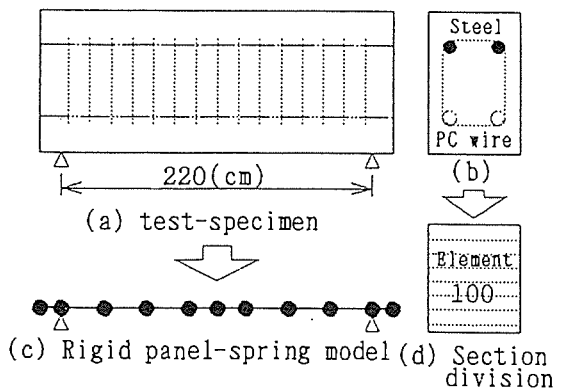 Steel
PC wire
(b)
220(cm)
(a) test-specimen
Element
100
(c) Rigid panel-spring model
(d) Section
division